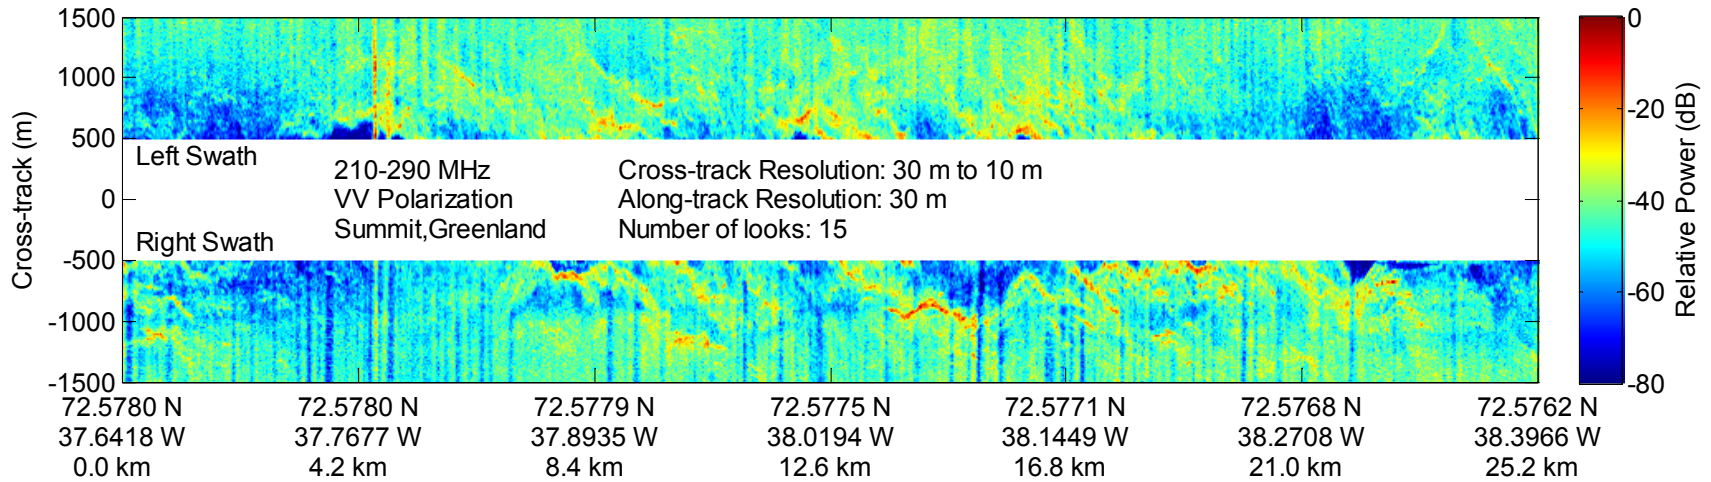 1500
1000
500
0
-500
-1000
-1500
Cross-track (m)
Left Swath
210-290 MHz
Cross-track Resolution: 30 m to 10 m
VV Polarization
Along-track Resolution: 30 m
Summit,Greenland
Number of looks: 15
Right Swath
72.5780 N 72.5780 N 72.5779 N 72.5775 N 72.5771 N 72.5768 N 72.5762 N
37.6418 W 37.7677 W 37.8935 W 38.0194 W 38.1449 W 38.2708 W 38.3966 W
0.0 km 4.2 km 8.4 km 12.6 km 16.8 km 21.0 km 25.2 km
0
-20
-40
-60
-80
Relative Power (dB)